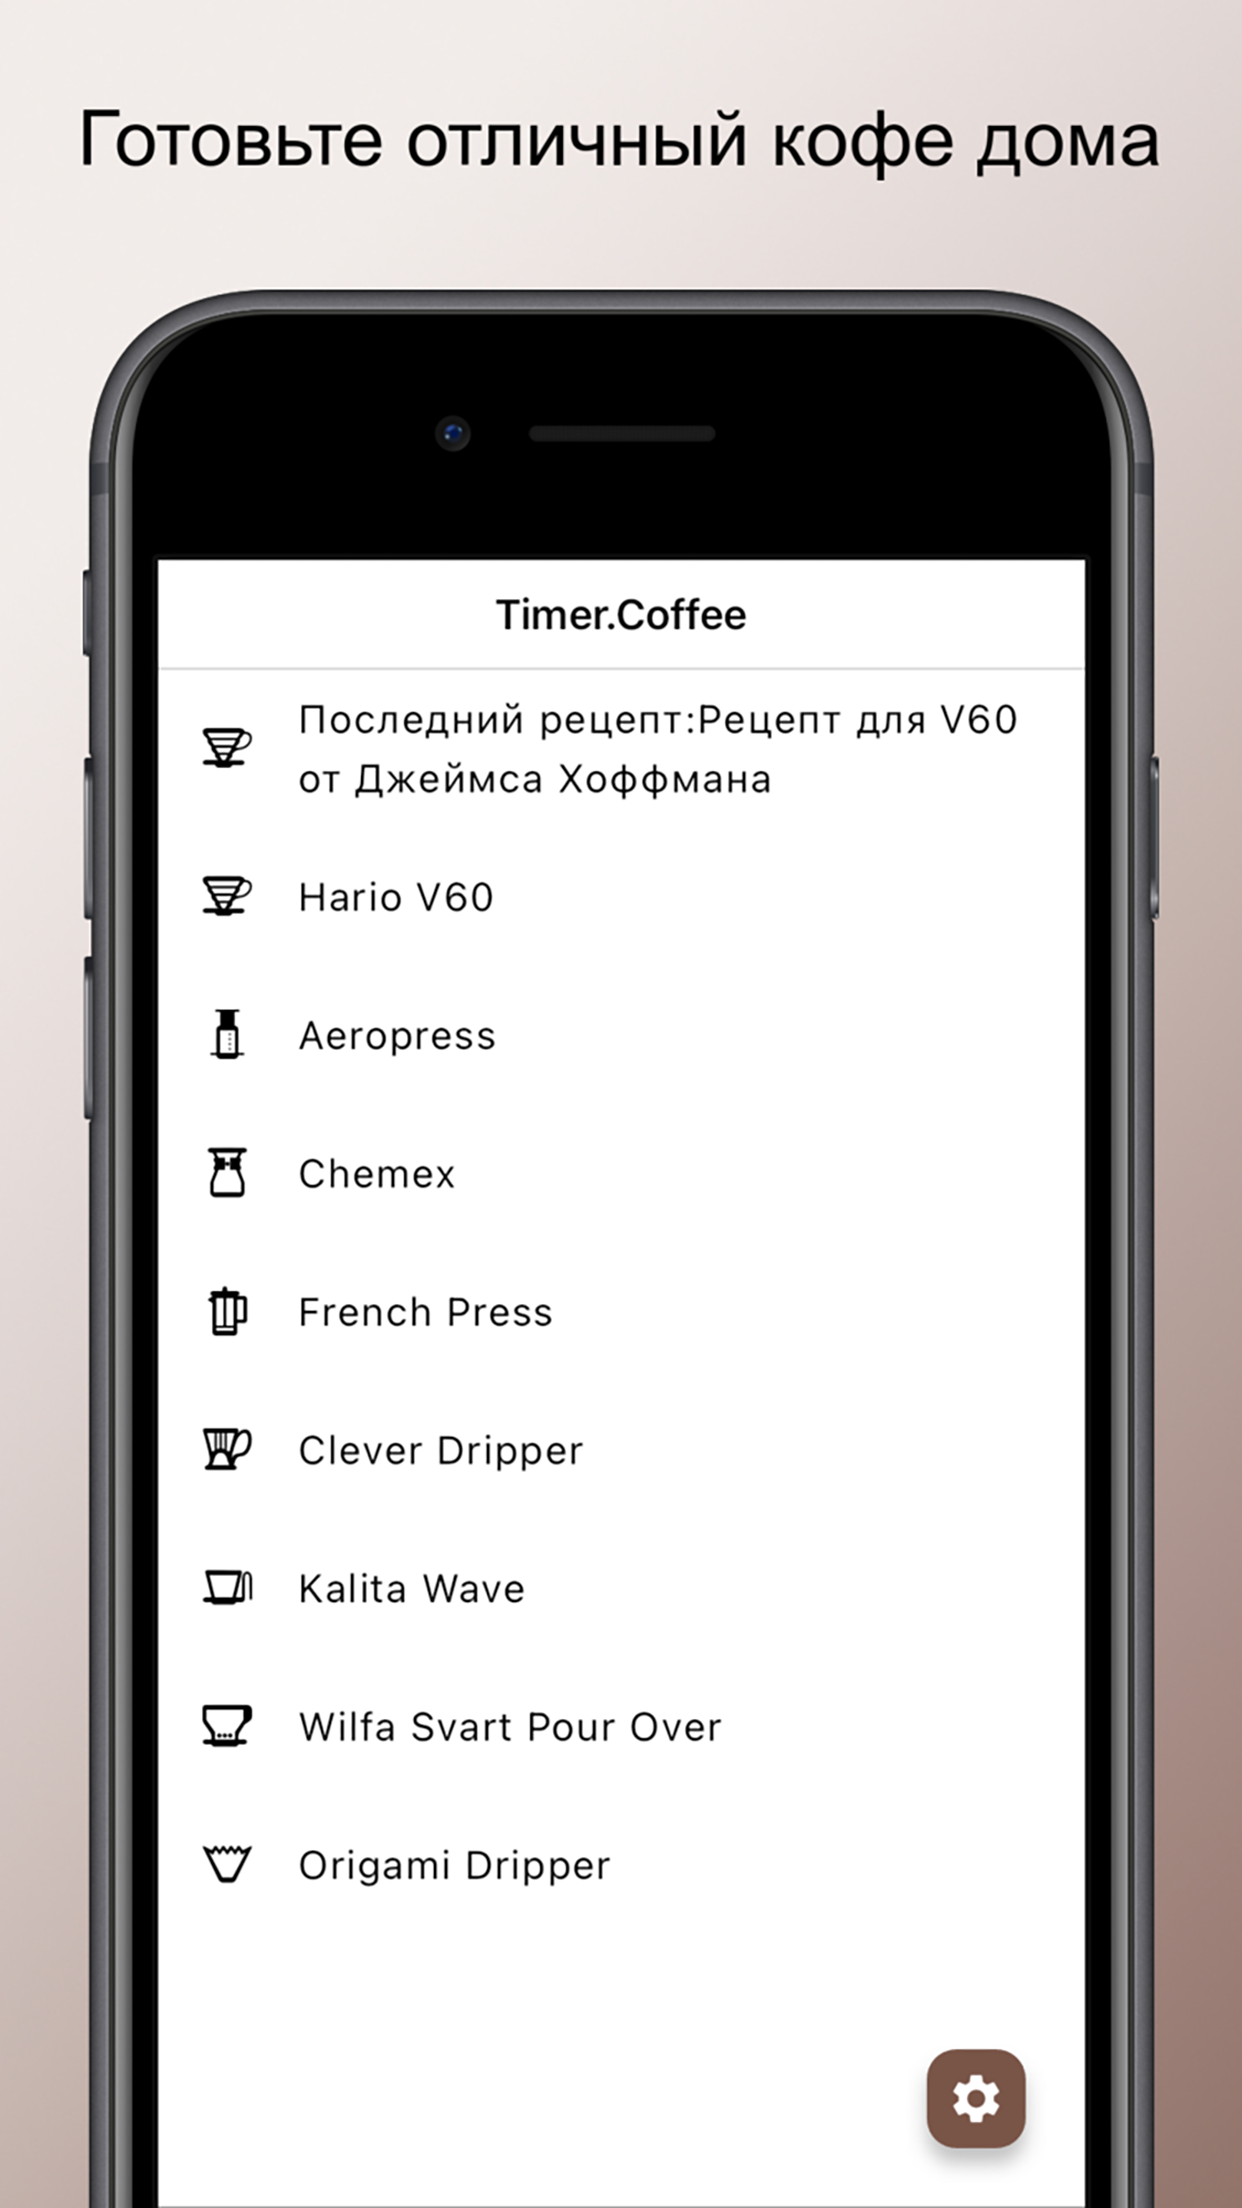 Готовьте отличный кофе дома
Timer.Coffee
Последний рецепт:Рецепт для V60
от Джеймса Хоффмана
Hario V60
Aeropress
Chemex
French Press
Clever Dripper
Kalita Wave
Wilfa Svart Pour Over
Origami Dripper